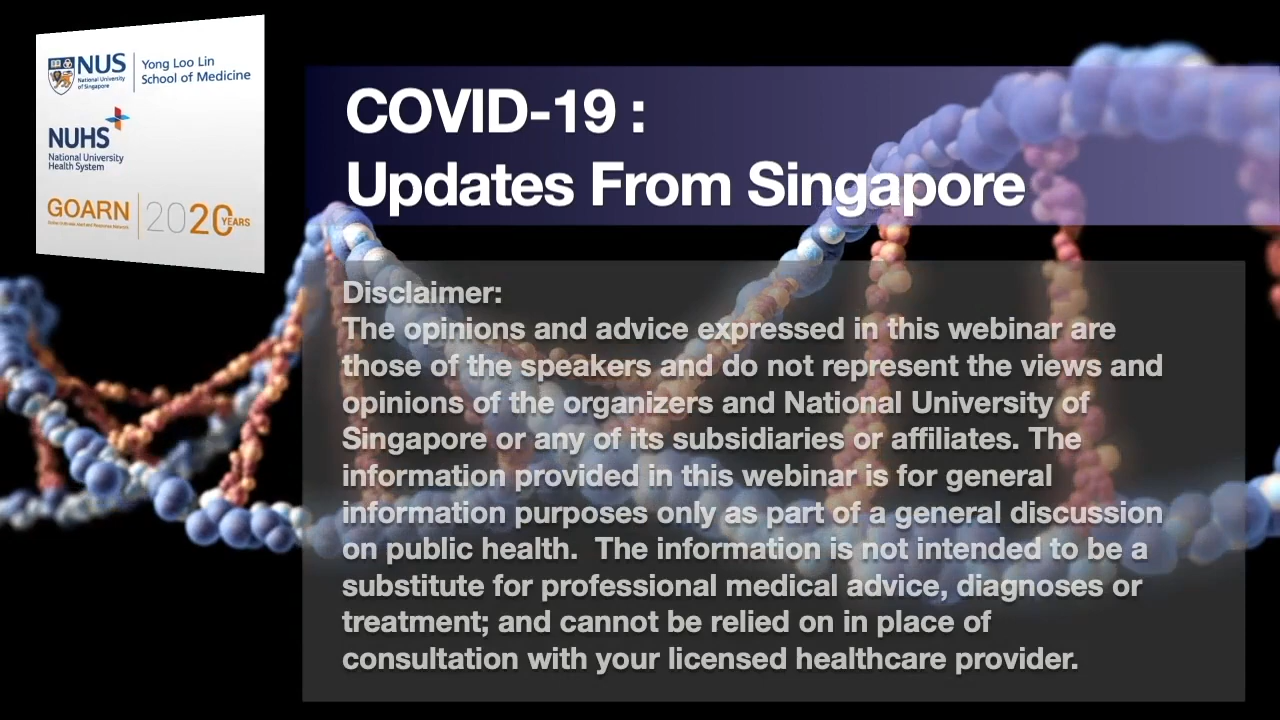 NUS
National University
of Singapore
Yong Loo Lin
School of Medicine
NUHS
National University
Health System
GOARN
2020
YEARS
COVID-19 :
Updates From Singapore
Disclaimer:
The opinions and advice expressed in this webinar are
those of the speakers and do not represent the views and
opinions of the organizers and National University of
Singapore or any of its subsidiaries or affiliates. The
information provided in this webinar is for general
information purposes only as part of a general discussion
on public health.  The information is not intended to be a
substitute for professional medical advice, diagnoses or
treatment; and cannot be relied on in place of
consultation with your licensed healthcare provider.